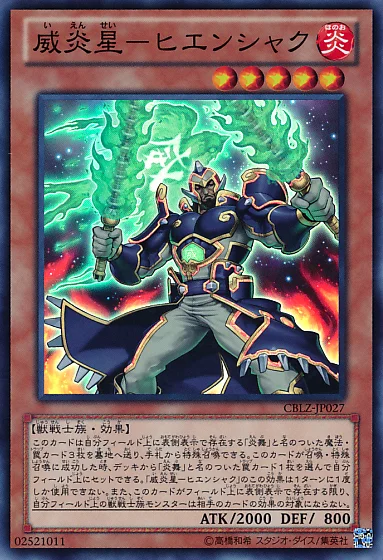 いえんせい
威炎星－ヒエンシャク
ほのお
炎
CBLZ-JP027
【獣戦士族・効果】
このカードは自分フィールド上に表側表示で存在する「炎舞」と名のついた魔法・
罠カード３枚を墓地へ送り、手札から特殊召喚できる。このカードが召喚・特殊
召喚に成功した時、デッキから「炎舞」と名のついた罠カード１枚を選んで自分フ
ィールド上にセットできる。「威炎星－ヒエンシャク」のこの効果は１ターンに１度
しか使用できない。また、このカードがフィールド上に表側表示で存在する限り、
自分フィールド上の獣戦士族モンスターは相手のカードの効果の対象にならない。
ATK/2000 DEF/ 800
02521011
©高橋和希 スタジオ・ダイス/集英社